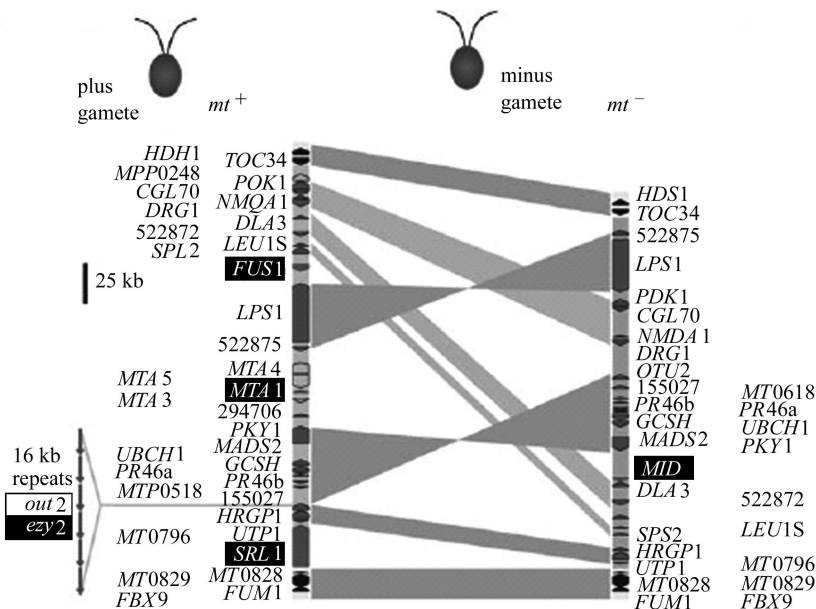 plus
gamete
mt +
minus
gamete
mt −
HDH1
TOC34
MPP0248
POK1
CGL70
NMQA1
DRG1
DLA3
522872
LEU1S
SPL2
FUS1
25 kb
LPS1
522875
MTA4
MTA5
MTA1
MTA3
294706
PKY1
MADS2
16 kb
repeats
UBCH1
GCSH
PR46a
PR46b
MTP0518
155027
out2
ezy2
HRGP1
MT0796
UTP1
SRL1
MT0829
MT0828
FBX9
FUM1
HDS1
TOC34
522875
LPS1
PDK1
CGL70
NMDA1
DRG1
OTU2
155027
MT0618
PR46b
PR46a
GCSH
UBCH1
MADS2
PKY1
MID
DLA3
522872
SPS2
LEU1S
HRGP1
UTP1
MT0796
MT0828
MT0829
FUM1
FBX9